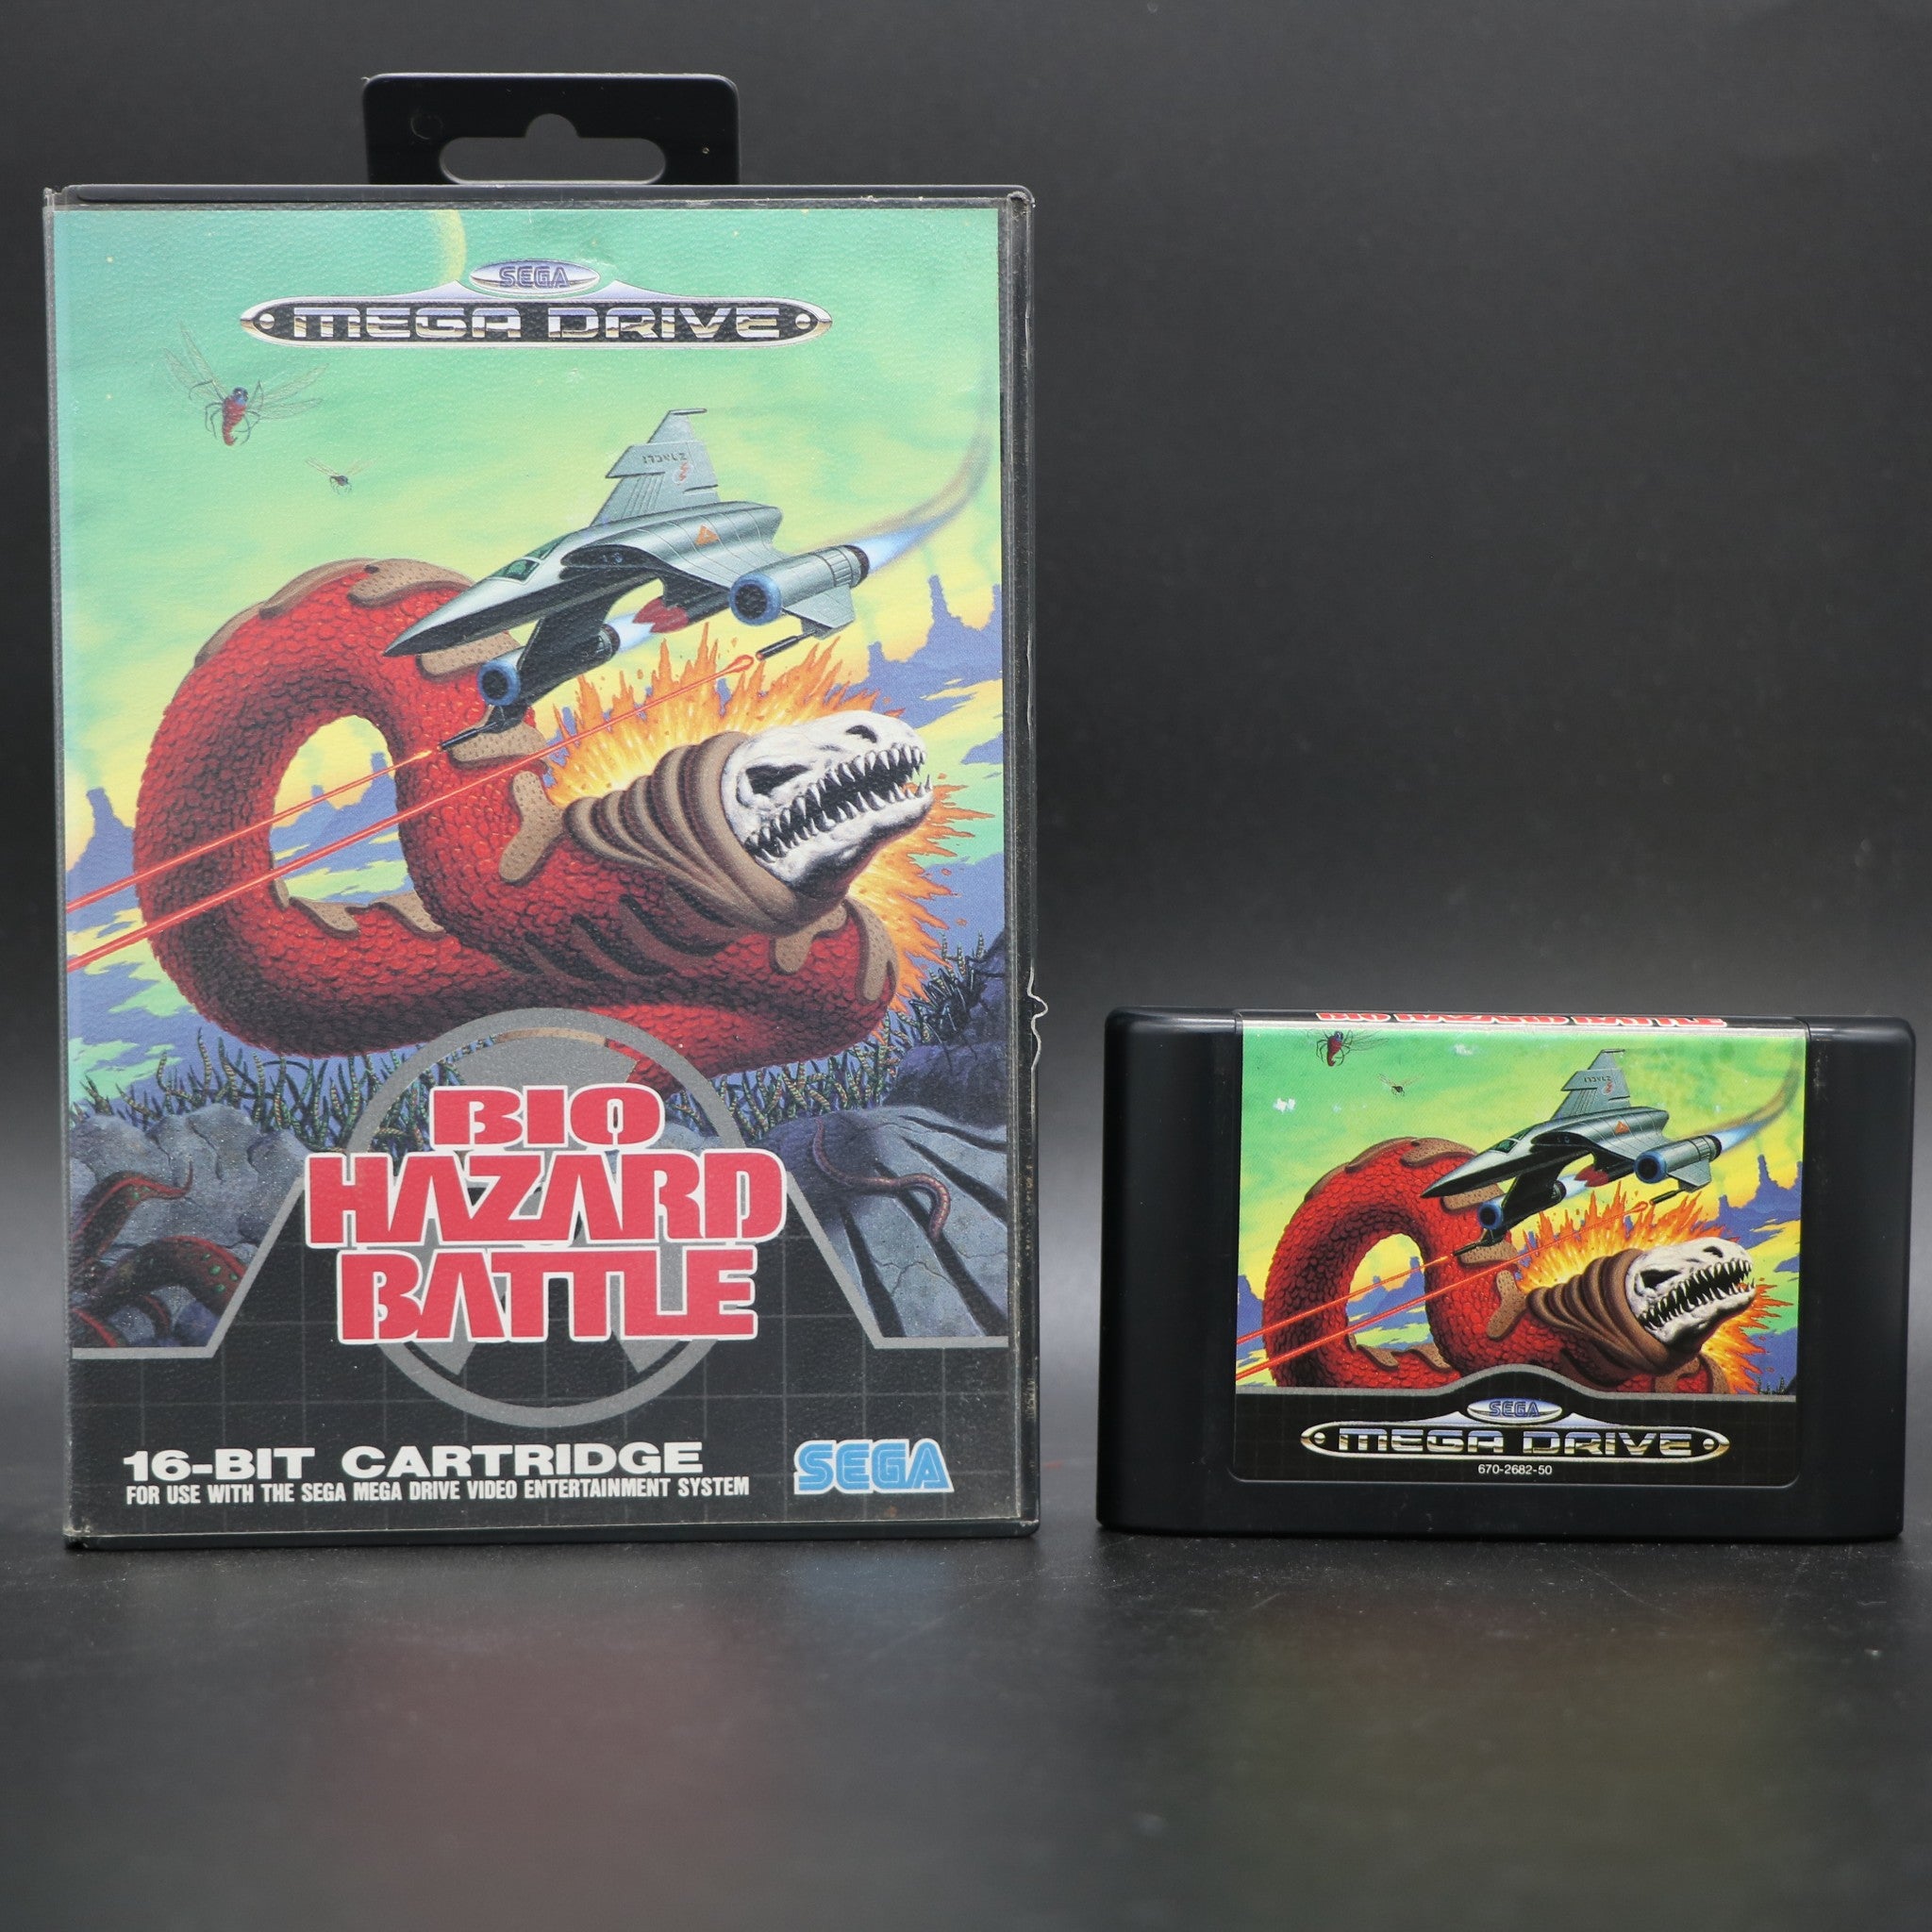 SEGA
MEGA DRIVE
BIO
HAZARD
BATTLE
16-BIT CARTRIDGE
FOR USE WITH THE SEGA MEGA DRIVE VIDEO ENTERTAINMENT SYSTEM
SEGA
BIO HAZARD BATTLE
SEGA
MEGA DRIVE
670-2682-50